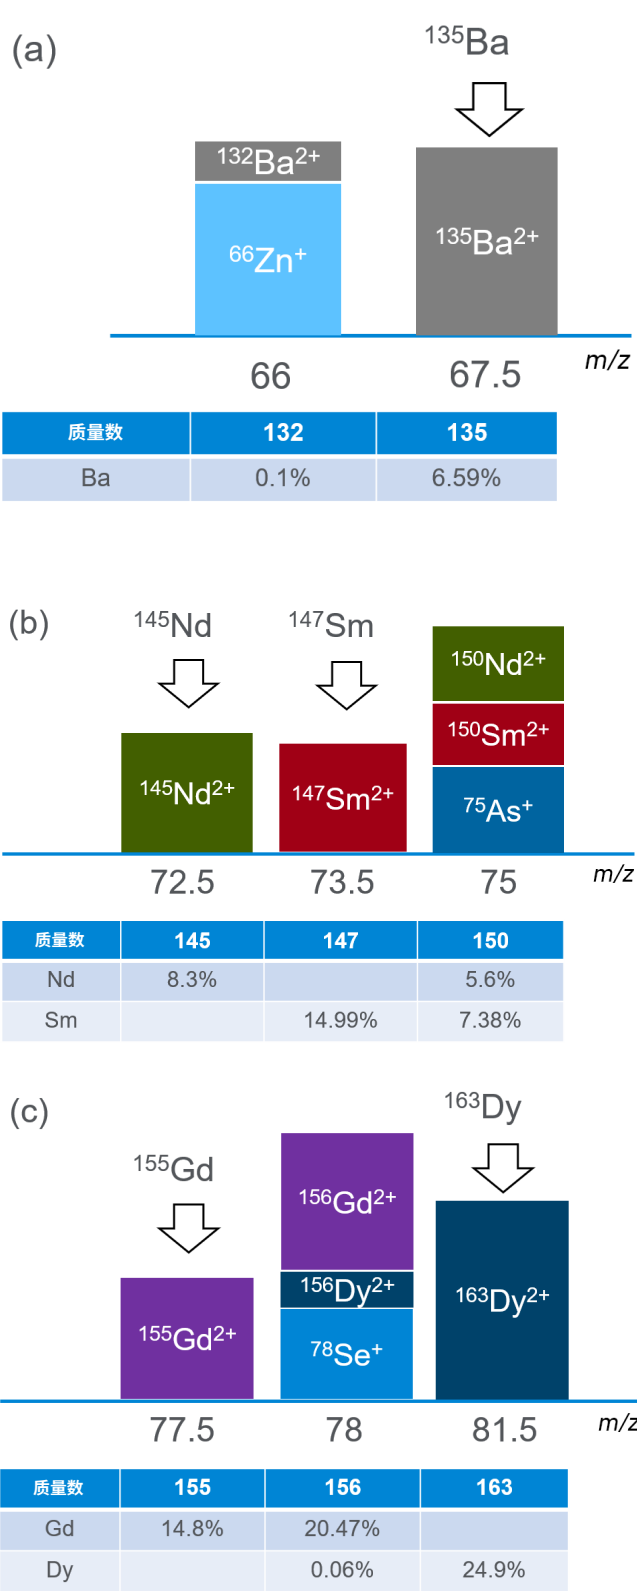 (a)
¹³⁵Ba
¹³²Ba²⁺
⁶⁶Zn⁺
¹³⁵Ba²⁺
66 67.5 m/z
质量数 132 135
Ba 0.1% 6.59%
(b)
¹⁴⁵Nd ¹⁴⁷Sm
¹⁵⁰Nd²⁺
¹⁵⁰Sm²⁺
¹⁴⁵Nd²⁺ ¹⁴⁷Sm²⁺ ⁷⁵As⁺
72.5 73.5 75 m/z
质量数 145 147 150
Nd 8.3% 5.6%
Sm 14.99% 7.38%
(c)
¹⁶³Dy
¹⁵⁵Gd
¹⁵⁶Gd²⁺
¹⁵⁶Dy²⁺
¹⁶³Dy²⁺
¹⁵⁵Gd²⁺ ⁷⁸Se⁺
77.5 78 81.5 m/z
质量数 155 156 163
Gd 14.8% 20.47%
Dy 0.06% 24.9%